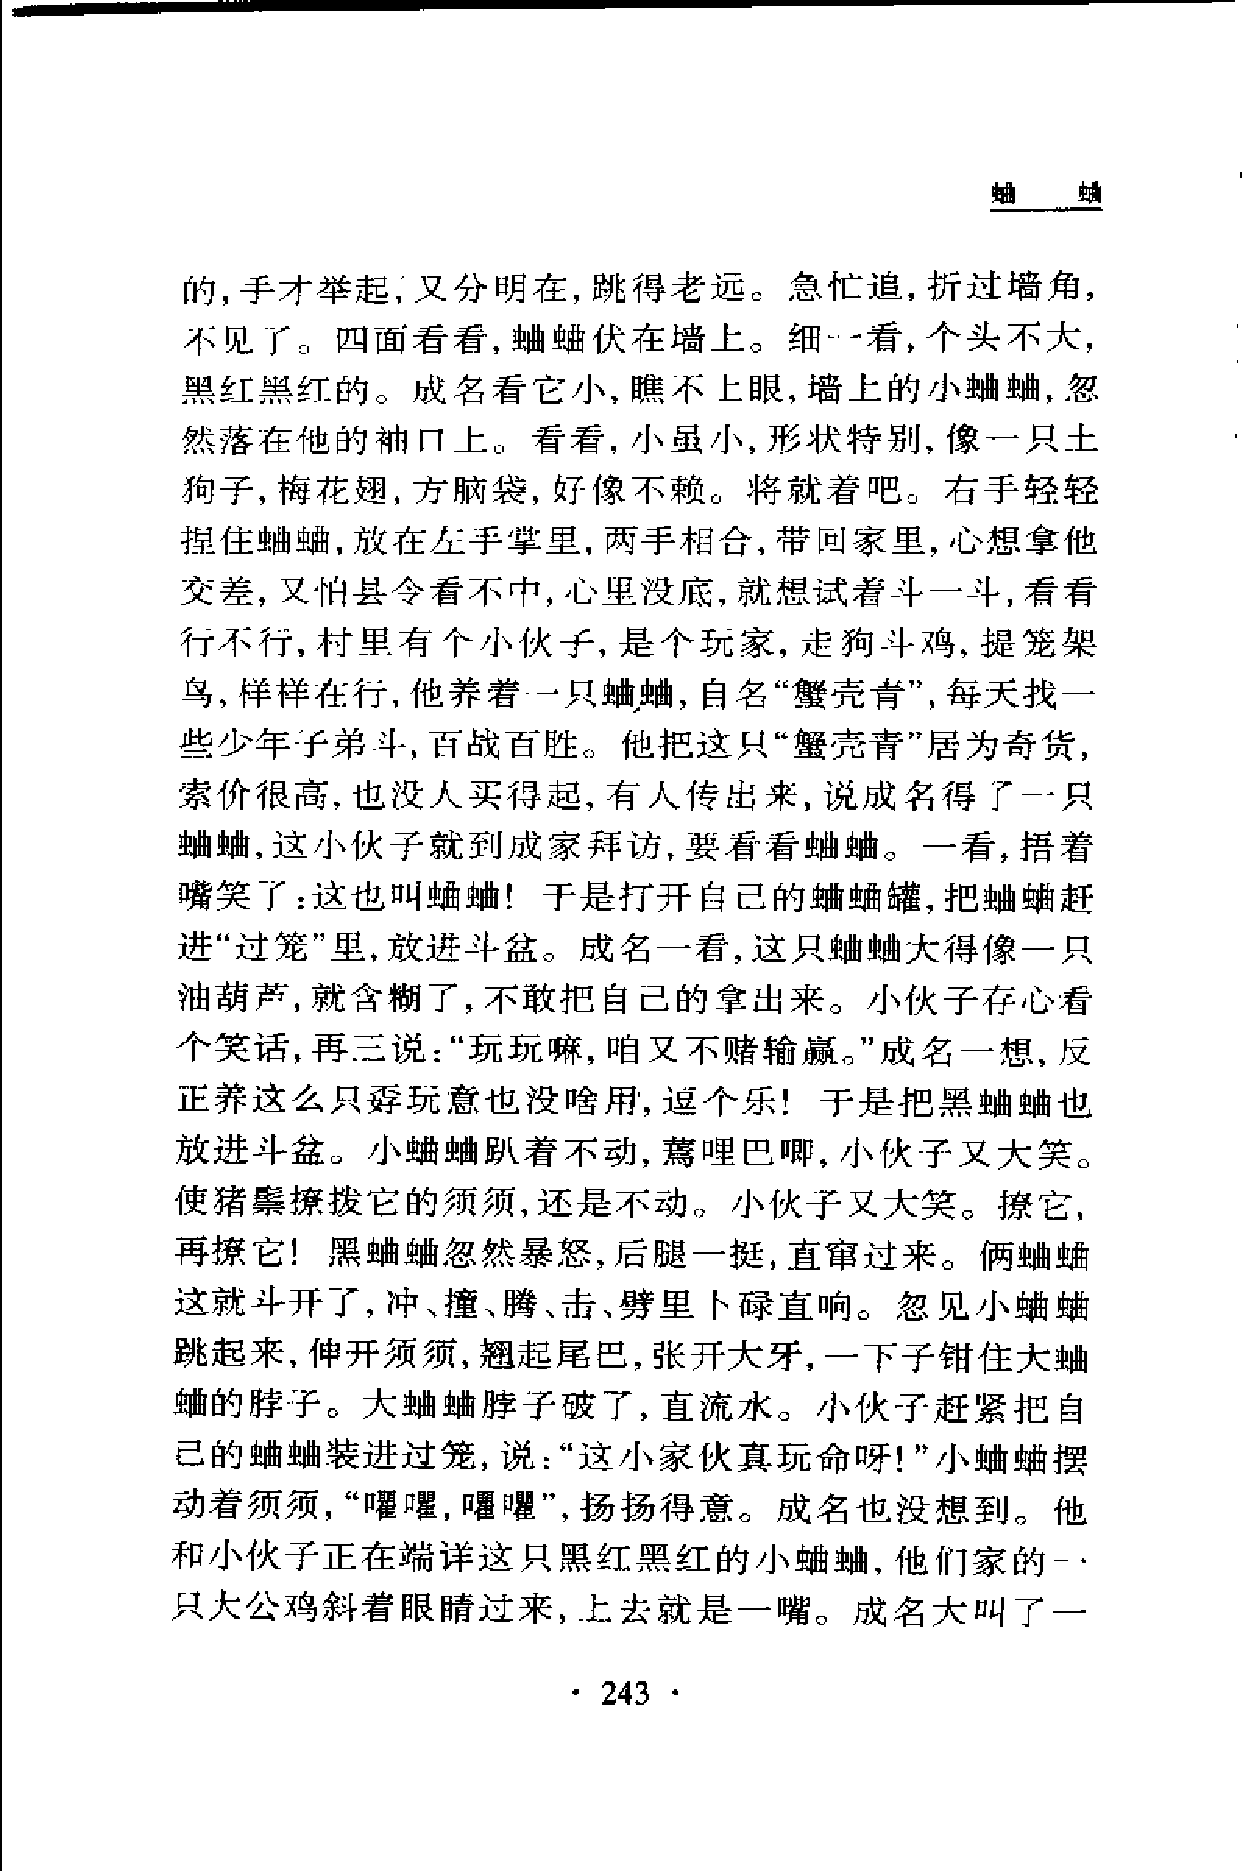 蛐 蛐
的,手才举起,又分明在,跳得老远。急忙追,折过墙角,
不见了。四面看看,蛐蛐伏在墙上。细一看,个头不大,
黑红黑红的。成名看它小,瞧不上眼,墙上的小蛐蛐,忽
然落在他的袖口上。看看,小虽小,形状特别,像一只土
狗子,梅花翅,方脑袋,好像不赖。将就着吧。右手轻轻
捏住蛐蛐,放在左手掌里,两手相合,带回家里,心想拿他
交差,又怕县令看不中,心里没底,就想试着斗一斗,看看
行不行,村里有个小伙子,是个玩家,走狗斗鸡,提笼架
鸟,样样在行,他养着一只蛐蛐,自名“蟹壳青”,每天找一
些少年子弟斗,百战百胜。他把这只“蟹壳青”居为奇货,
索价很高,也没人买得起,有人传出来,说成名得了一只
蛐蛐,这小伙子就到成家拜访,要看看蛐蛐。一看,捂着
嘴笑了:这也叫蛐蛐!于是打开自己的蛐蛐罐,把蛐蛐赶
进“过笼”里,放进斗盆。成名一看,这只蛐蛐大得像一只
油葫芦,就含糊了,不敢把自己的拿出来。小伙子存心看
个笑话,再三说:“玩玩嘛,咱又不赌输赢。”成名一想,反
正养这么只孬玩意也没啥用,逗个乐!于是把黑蛐蛐也
放进斗盆。小蛐蛐趴着不动,蔫哩巴唧,小伙子又大笑。
使猪鬃撩拨它的须须,还是不动。小伙子又大笑。撩它,
再撩它!黑蛐蛐忽然暴怒,后腿一挺,直窜过来。俩蛐蛐
这就斗开了,冲、撞、腾、击、劈里卜碌直响。忽见小蛐蛐
跳起来,伸开须须,翘起尾巴,张开大牙,一下子钳住大蛐
蛐的脖子。大蛐蛐脖子破了,直流水。小伙子赶紧把自
己的蛐蛐装进过笼,说:“这小家伙真玩命呀!”小蛐蛐摆
动着须须,“嚁嚁,嚁嚁”,扬扬得意。成名也没想到。他
和小伙子正在端详这只黑红黑红的小蛐蛐,他们家的一
只大公鸡斜着眼睛过来,上去就是一嘴。成名大叫了一
· 243 ·